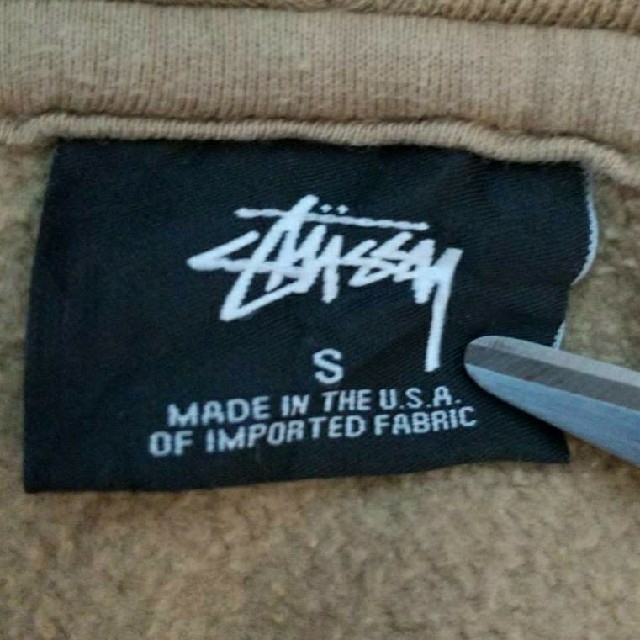 Stüssy
S
MADE IN THE U.S.A.
OF IMPORTED FABRIC